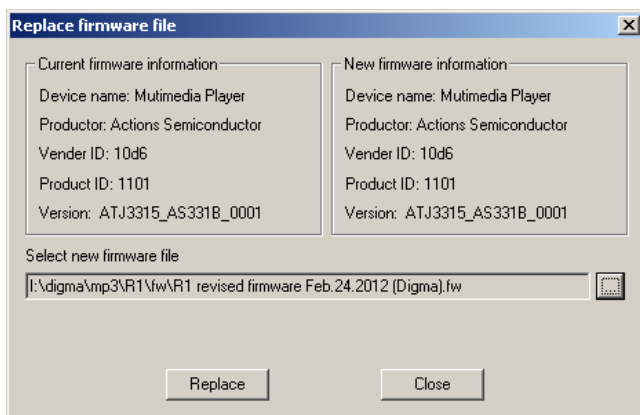 Replace firmware file
Current firmware information
Device name: Mutimedia Player
Productor: Actions Semiconductor
Vender ID: 10d6
Product ID: 1101
Version: ATJ3315_AS331B_0001
New firmware information
Device name: Mutimedia Player
Productor: Actions Semiconductor
Vender ID: 10d6
Product ID: 1101
Version: ATJ3315_AS331B_0001
Select new firmware file
I:\digma\mp3\R1\fw\R1 revised firmware Feb.24.2012 (Digma).fw
...
Replace
Close